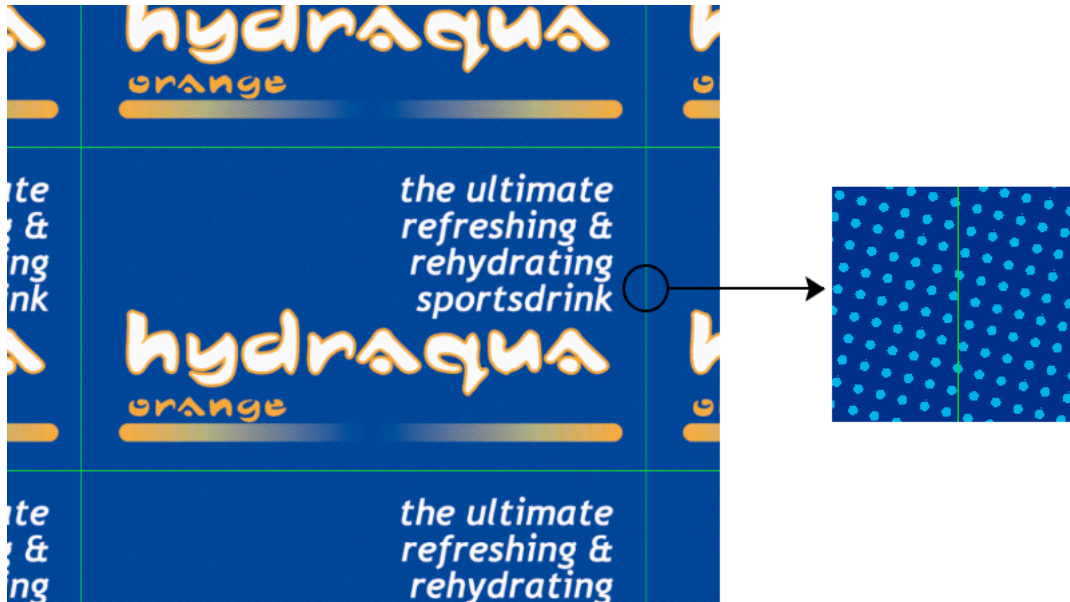 hydraqua
orange
the ultimate
refreshing &
rehydrating
sportsdrink
hydraqua
orange
the ultimate
refreshing &
rehydrating